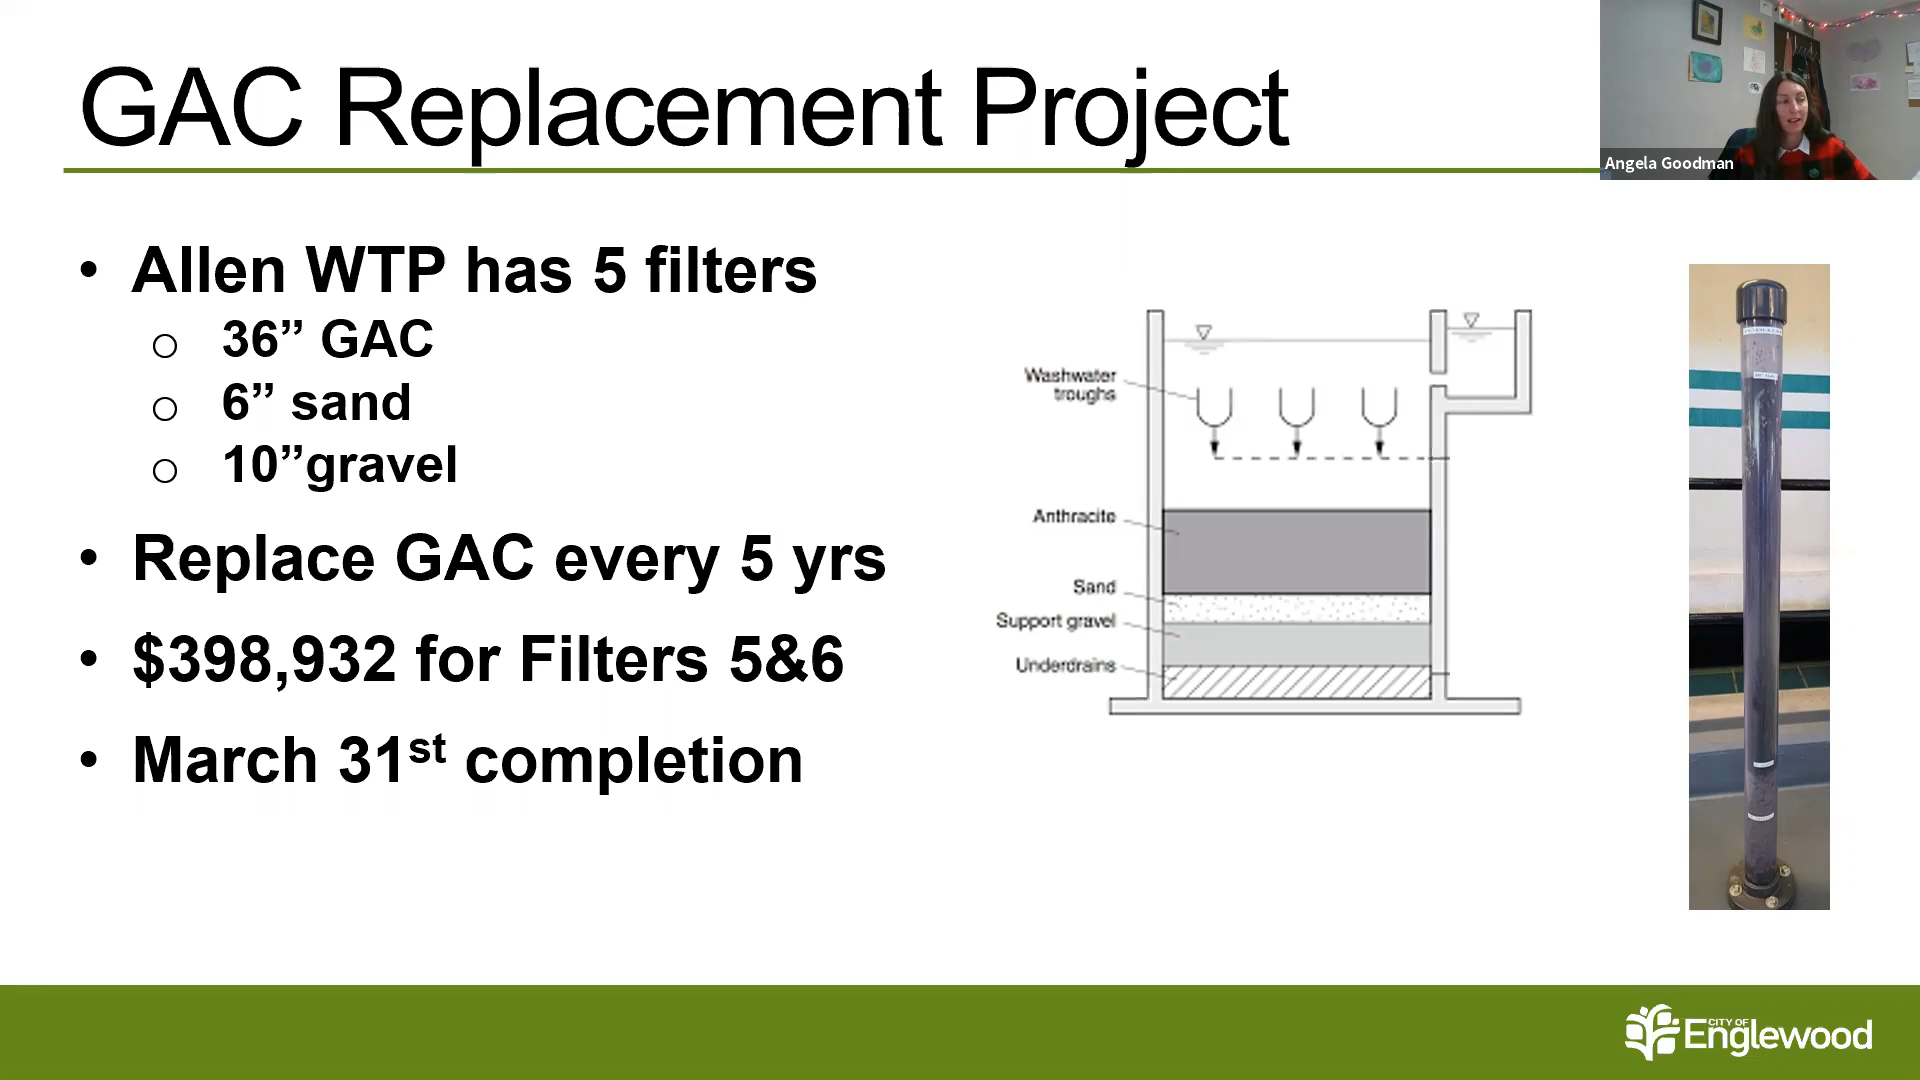 GAC Replacement Project
Angela Goodman
• Allen WTP has 5 filters
o 36” GAC
o 6” sand
o 10”gravel
• Replace GAC every 5 yrs
• $398,932 for Filters 5&6
• March 31st completion
Washwater
troughs
Anthracite
Sand
Support gravel
Underdrains
CITY OF
Englewood